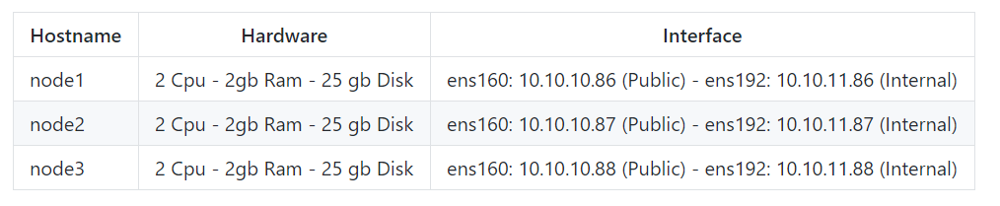 Hostname Hardware Interface
node1 2 Cpu - 2gb Ram - 25 gb Disk ens160: 10.10.10.86 (Public) - ens192: 10.10.11.86 (Internal)
node2 2 Cpu - 2gb Ram - 25 gb Disk ens160: 10.10.10.87 (Public) - ens192: 10.10.11.87 (Internal)
node3 2 Cpu - 2gb Ram - 25 gb Disk ens160: 10.10.10.88 (Public) - ens192: 10.10.11.88 (Internal)